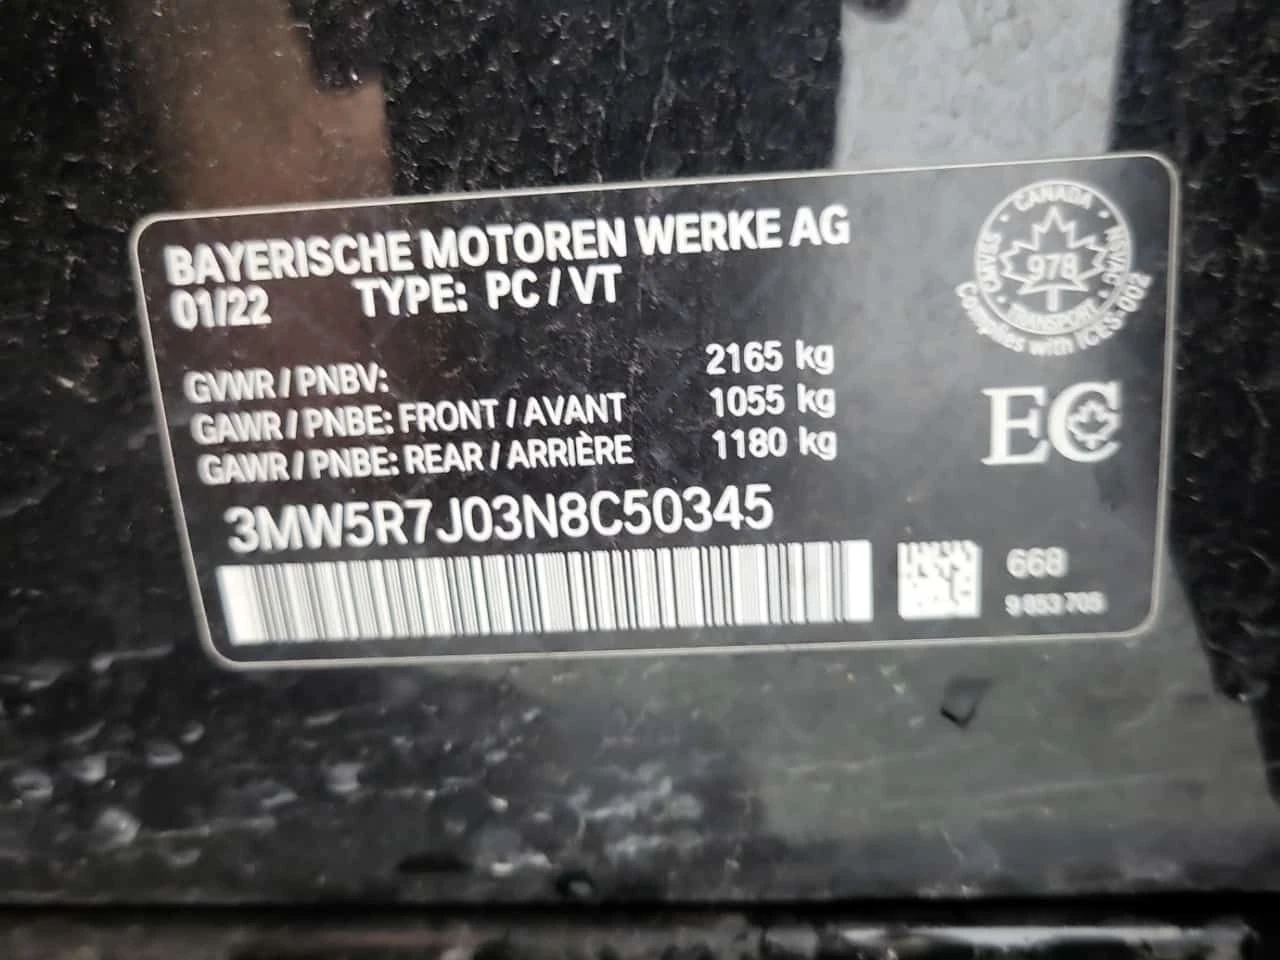 BAYERISCHE MOTOREN WERKE AG
01/22 TYPE: PC / VT
GVWR / PNBV: 2165 kg
GAWR / PNBE: FRONT / AVANT 1055 kg
GAWR / PNBE: REAR / ARRIÈRE 1180 kg
3MW5R7J03N8C50345
CANADA
CMVSS
978
NSVAC
TRANSPORT
Complies with ICES-002
EC
668
9 853 705